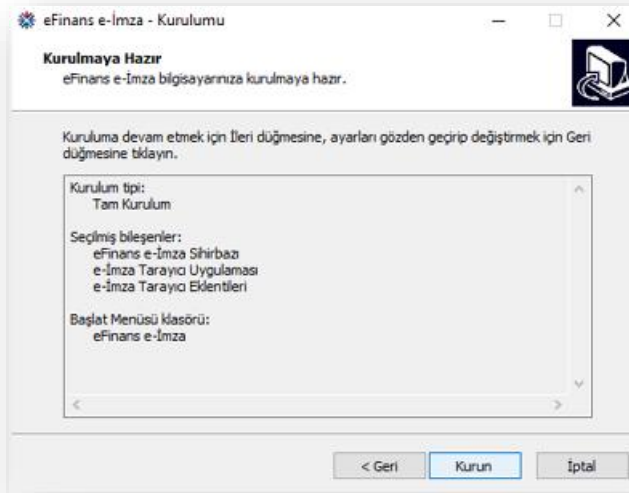 eFinans e-İmza - Kurulumu
Kurulmaya Hazır
eFinans e-İmza bilgisayarınıza kurulmaya hazır.
Kuruluma devam etmek için İleri düğmesine, ayarları gözden geçirip değiştirmek için Geri
düğmesine tıklayın.
Kurulum tipi:
Tam Kurulum
Seçilmiş bileşenler:
eFinans e-İmza Sihirbazı
e-İmza Tarayıcı Uygulaması
e-İmza Tarayıcı Eklentileri
Başlat Menüsü klasörü:
eFinans e-İmza
< Geri
Kurun
İptal